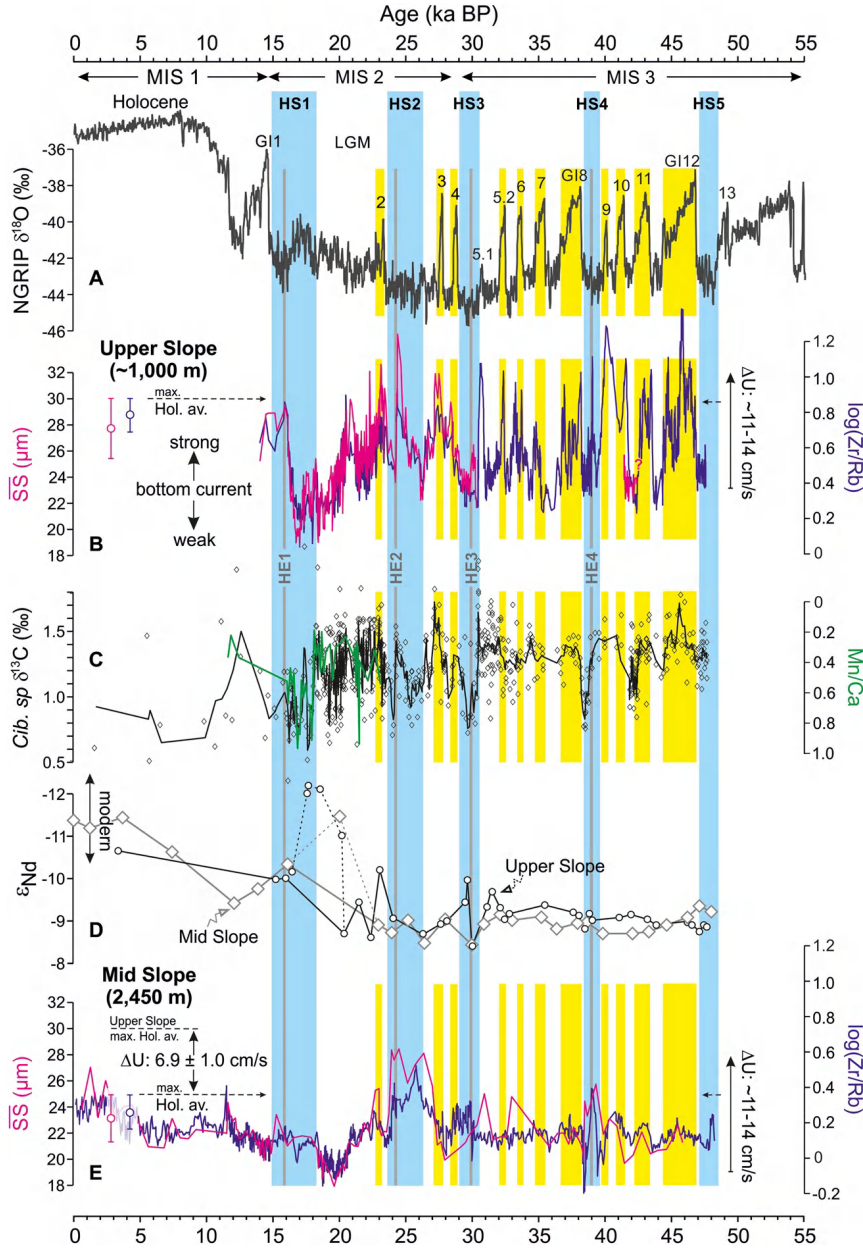 Age (ka BP)
0 5 10 15 20 25 30 35 40 45 50 55
MIS 1 MIS 2 MIS 3
Holocene HS1 HS2 HS3 HS4 HS5
GI1 LGM GI12
2 3 4 5.1 5.2 6 7 GI8 9 10 11 13
NGRIP δ18O (‰)
-36
-38
-40
-42
-44
-46
A
Upper Slope
(~1,000 m)
max.
Hol. av.
strong
bottom current
weak
SS (µm)
32
30
28
26
24
22
20
18
B
?
1.2
1.0
0.8
0.6
0.4
0.2
0
log(Zr/Rb)
ΔU: ~11-14 cm/s
HE1 HE2 HE3 HE4
Cib. sp δ13C (‰)
1.5
1.0
0.5
C
0
0.2
0.4
0.6
0.8
1.0
Mn/Ca
εNd
-12
-11
-10
-9
-8
modern
Upper Slope
Mid Slope
D
Mid Slope
(2,450 m)
Upper Slope
max. Hol. av.
ΔU: 6.9 ± 1.0 cm/s
max.
Hol. av.
SS (µm)
32
30
28
26
24
22
20
18
E
1.2
1.0
0.8
0.6
0.4
0.2
0
-0.2
log(Zr/Rb)
ΔU: ~11-14 cm/s
0 5 10 15 20 25 30 35 40 45 50 55